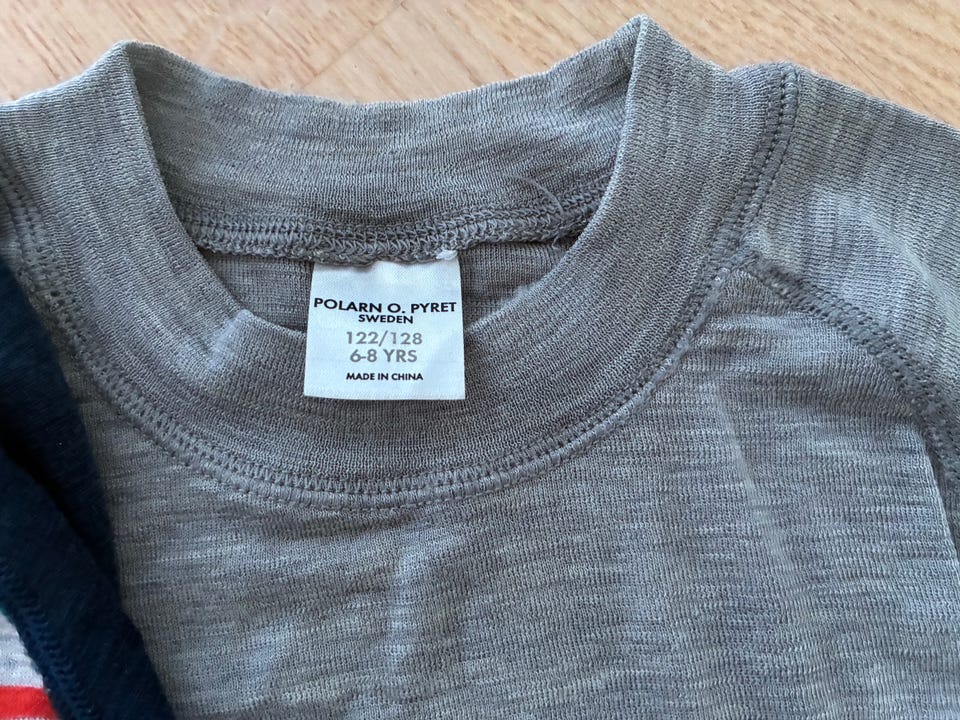 POLARN O. PYRET
SWEDEN
122/128
6-8 YRS
MADE IN CHINA